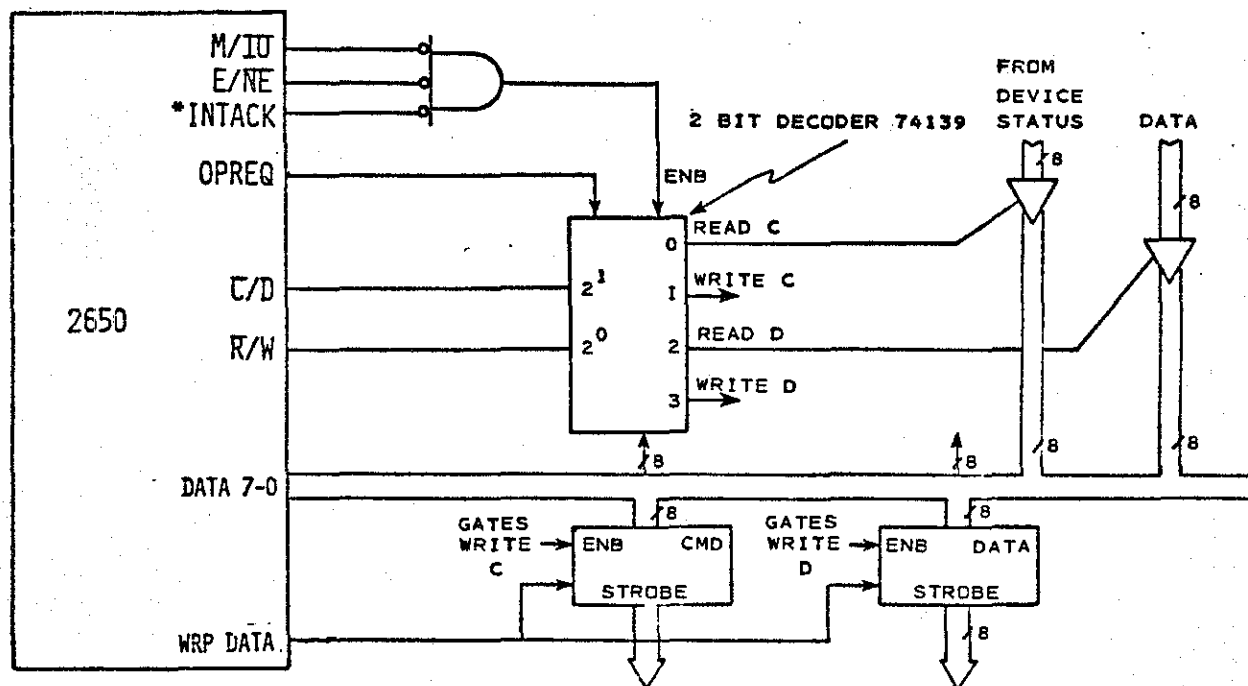 M/I̅O̅
E/N̅E̅
*INTACK
OPREQ
C̅/D
R̅/W
2650
DATA 7-0
WRP DATA
ENB
2 BIT DECODER 74139
2¹
2⁰
0
1
2
3
READ C
WRITE C
READ D
WRITE D
FROM
DEVICE
STATUS
DATA
8
8
8
8
8
8
8
8
GATES
WRITE
C
ENB CMD
STROBE
GATES
WRITE
D
ENB DATA
STROBE
8